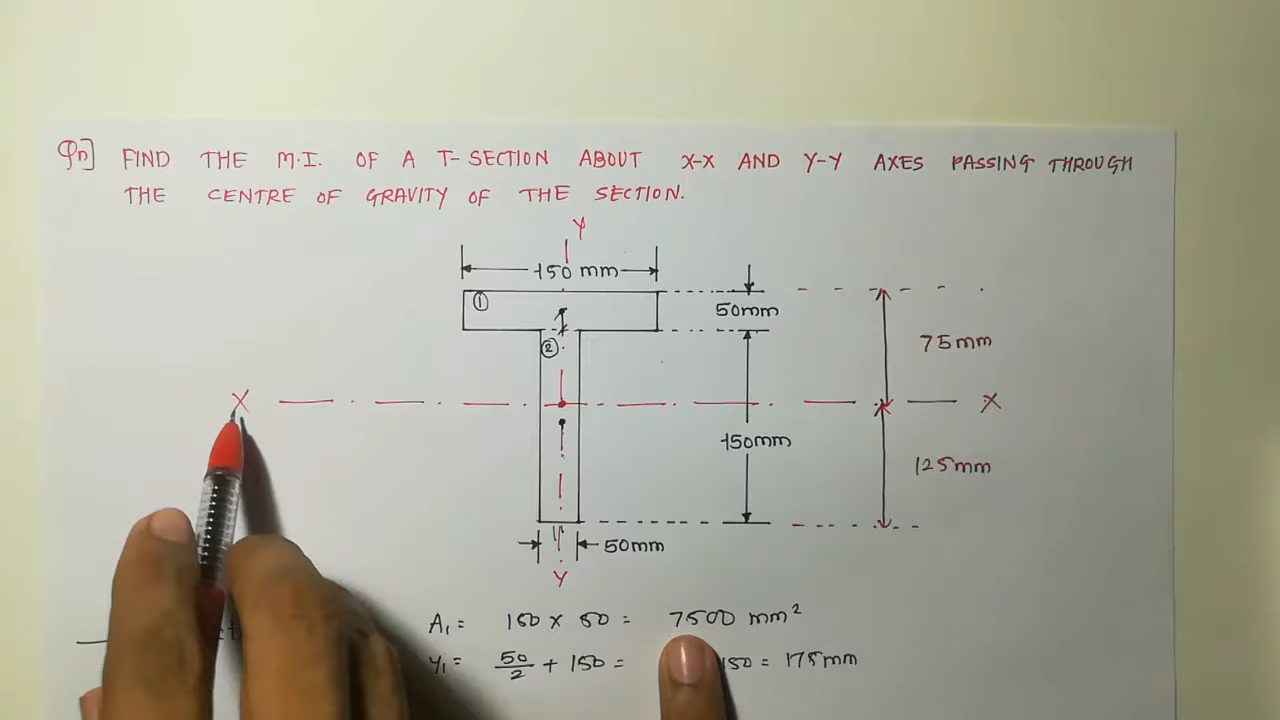 Qn] FIND THE M.I. OF A T-SECTION ABOUT X-X AND Y-Y AXES PASSING THROUGH
THE CENTRE OF GRAVITY OF THE SECTION.
Y
150 mm
①
50mm
②
75mm
X
X
150mm
125mm
50mm
Y
A₁ = 150 × 50 = 7500 mm²
y₁ = 50/2 + 150 = 150 = 175mm